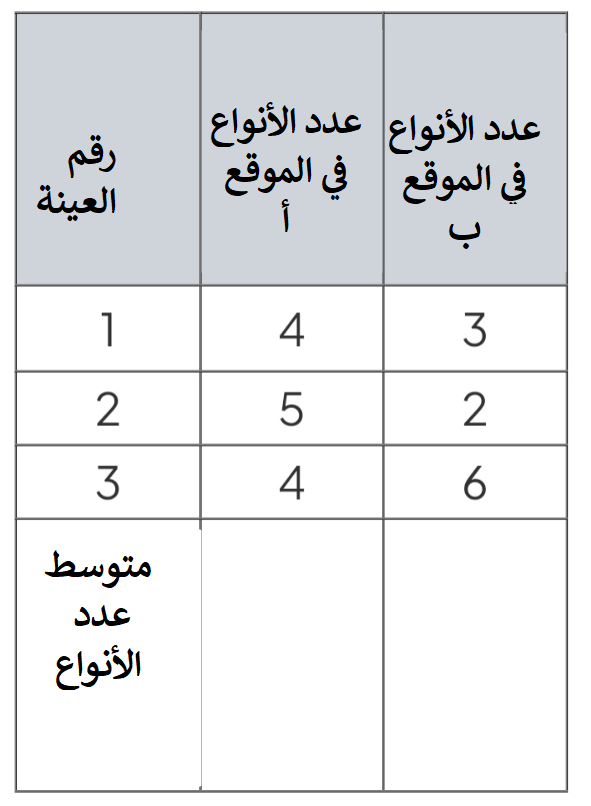 رقم
العينة
عدد الأنواع
في الموقع
أ
عدد الأنواع
في الموقع
ب
1
4
3
2
5
2
3
4
6
متوسط
عدد
الأنواع